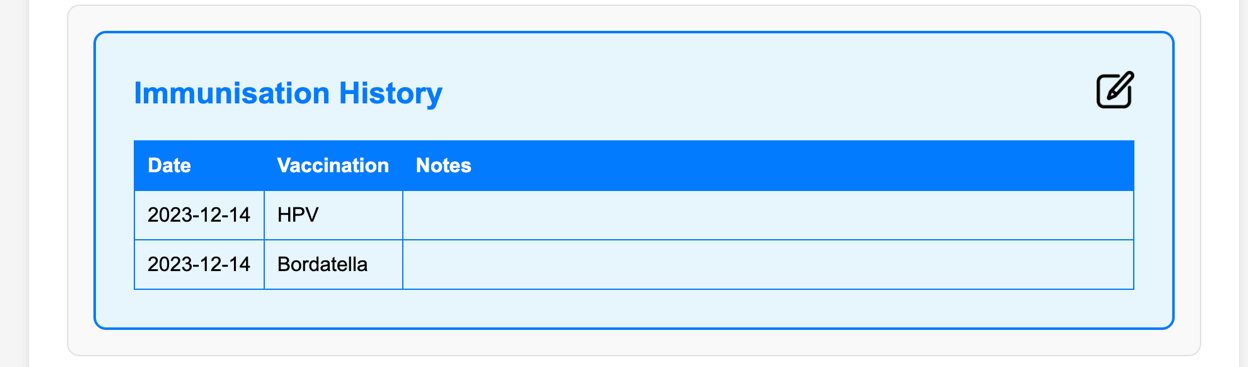 Immunisation History
Date Vaccination Notes
2023-12-14 HPV
2023-12-14 Bordatella